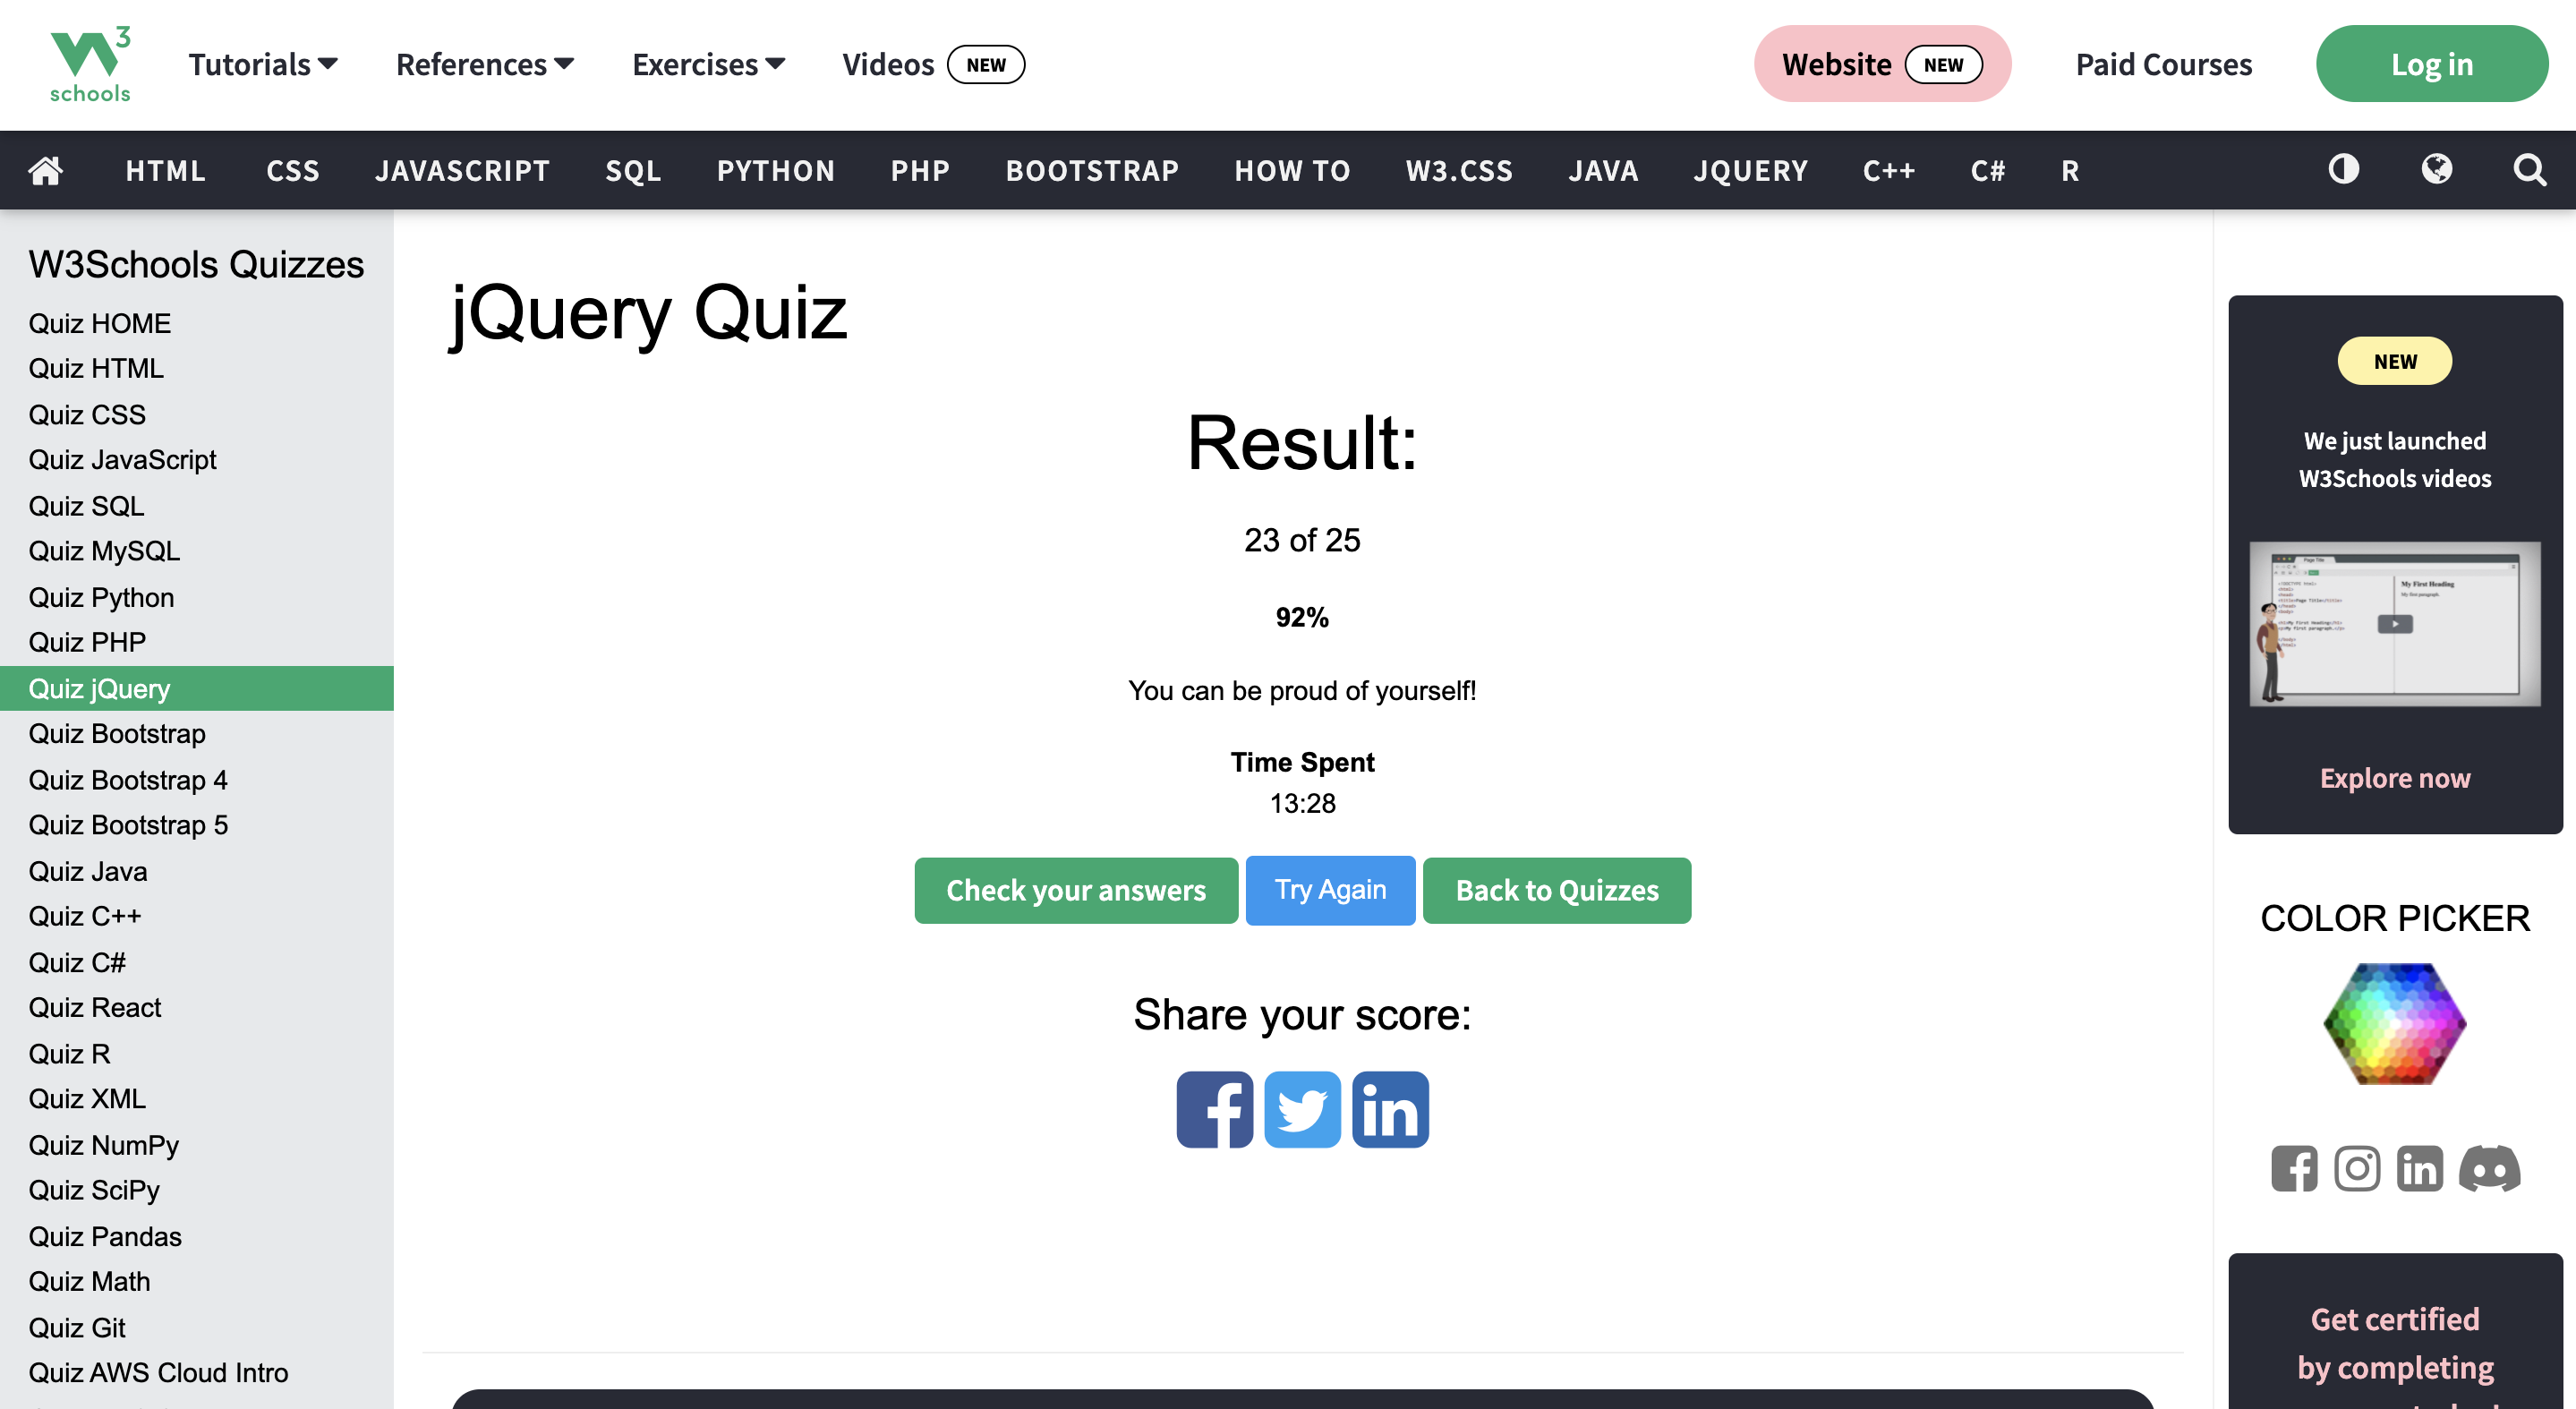 W3 schools
Tutorials References Exercises Videos NEW Website NEW Paid Courses Log in
HTML CSS JAVASCRIPT SQL PYTHON PHP BOOTSTRAP HOW TO W3.CSS JAVA JQUERY C++ C# R
W3Schools Quizzes
Quiz HOME
Quiz HTML
Quiz CSS
Quiz JavaScript
Quiz SQL
Quiz MySQL
Quiz Python
Quiz PHP
Quiz jQuery
Quiz Bootstrap
Quiz Bootstrap 4
Quiz Bootstrap 5
Quiz Java
Quiz C++
Quiz C#
Quiz React
Quiz R
Quiz XML
Quiz NumPy
Quiz SciPy
Quiz Pandas
Quiz Math
Quiz Git
Quiz AWS Cloud Intro
jQuery Quiz
Result:
23 of 25
92%
You can be proud of yourself!
Time Spent
13:28
Check your answers Try Again Back to Quizzes
Share your score:
NEW
We just launched
W3Schools videos
My First Heading
My first paragraph.
Explore now
COLOR PICKER
Get certified
by completing